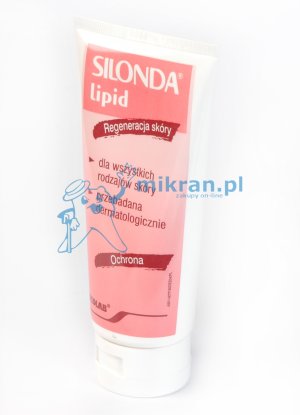 SILONDA®
lipid
Regeneracja skóry
dla wszystkich
rodzajów skóry
przebadana
dermatologicznie
Ochrona
mikran.pl
zakupy on-line